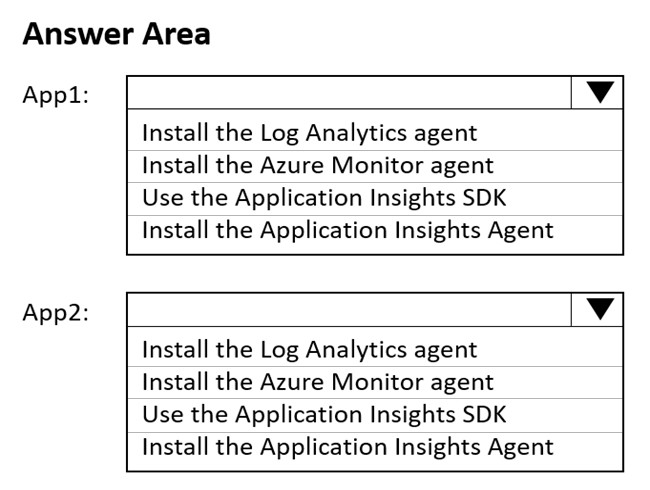 Answer Area
App1:
Install the Log Analytics agent
Install the Azure Monitor agent
Use the Application Insights SDK
Install the Application Insights Agent
App2:
Install the Log Analytics agent
Install the Azure Monitor agent
Use the Application Insights SDK
Install the Application Insights Agent